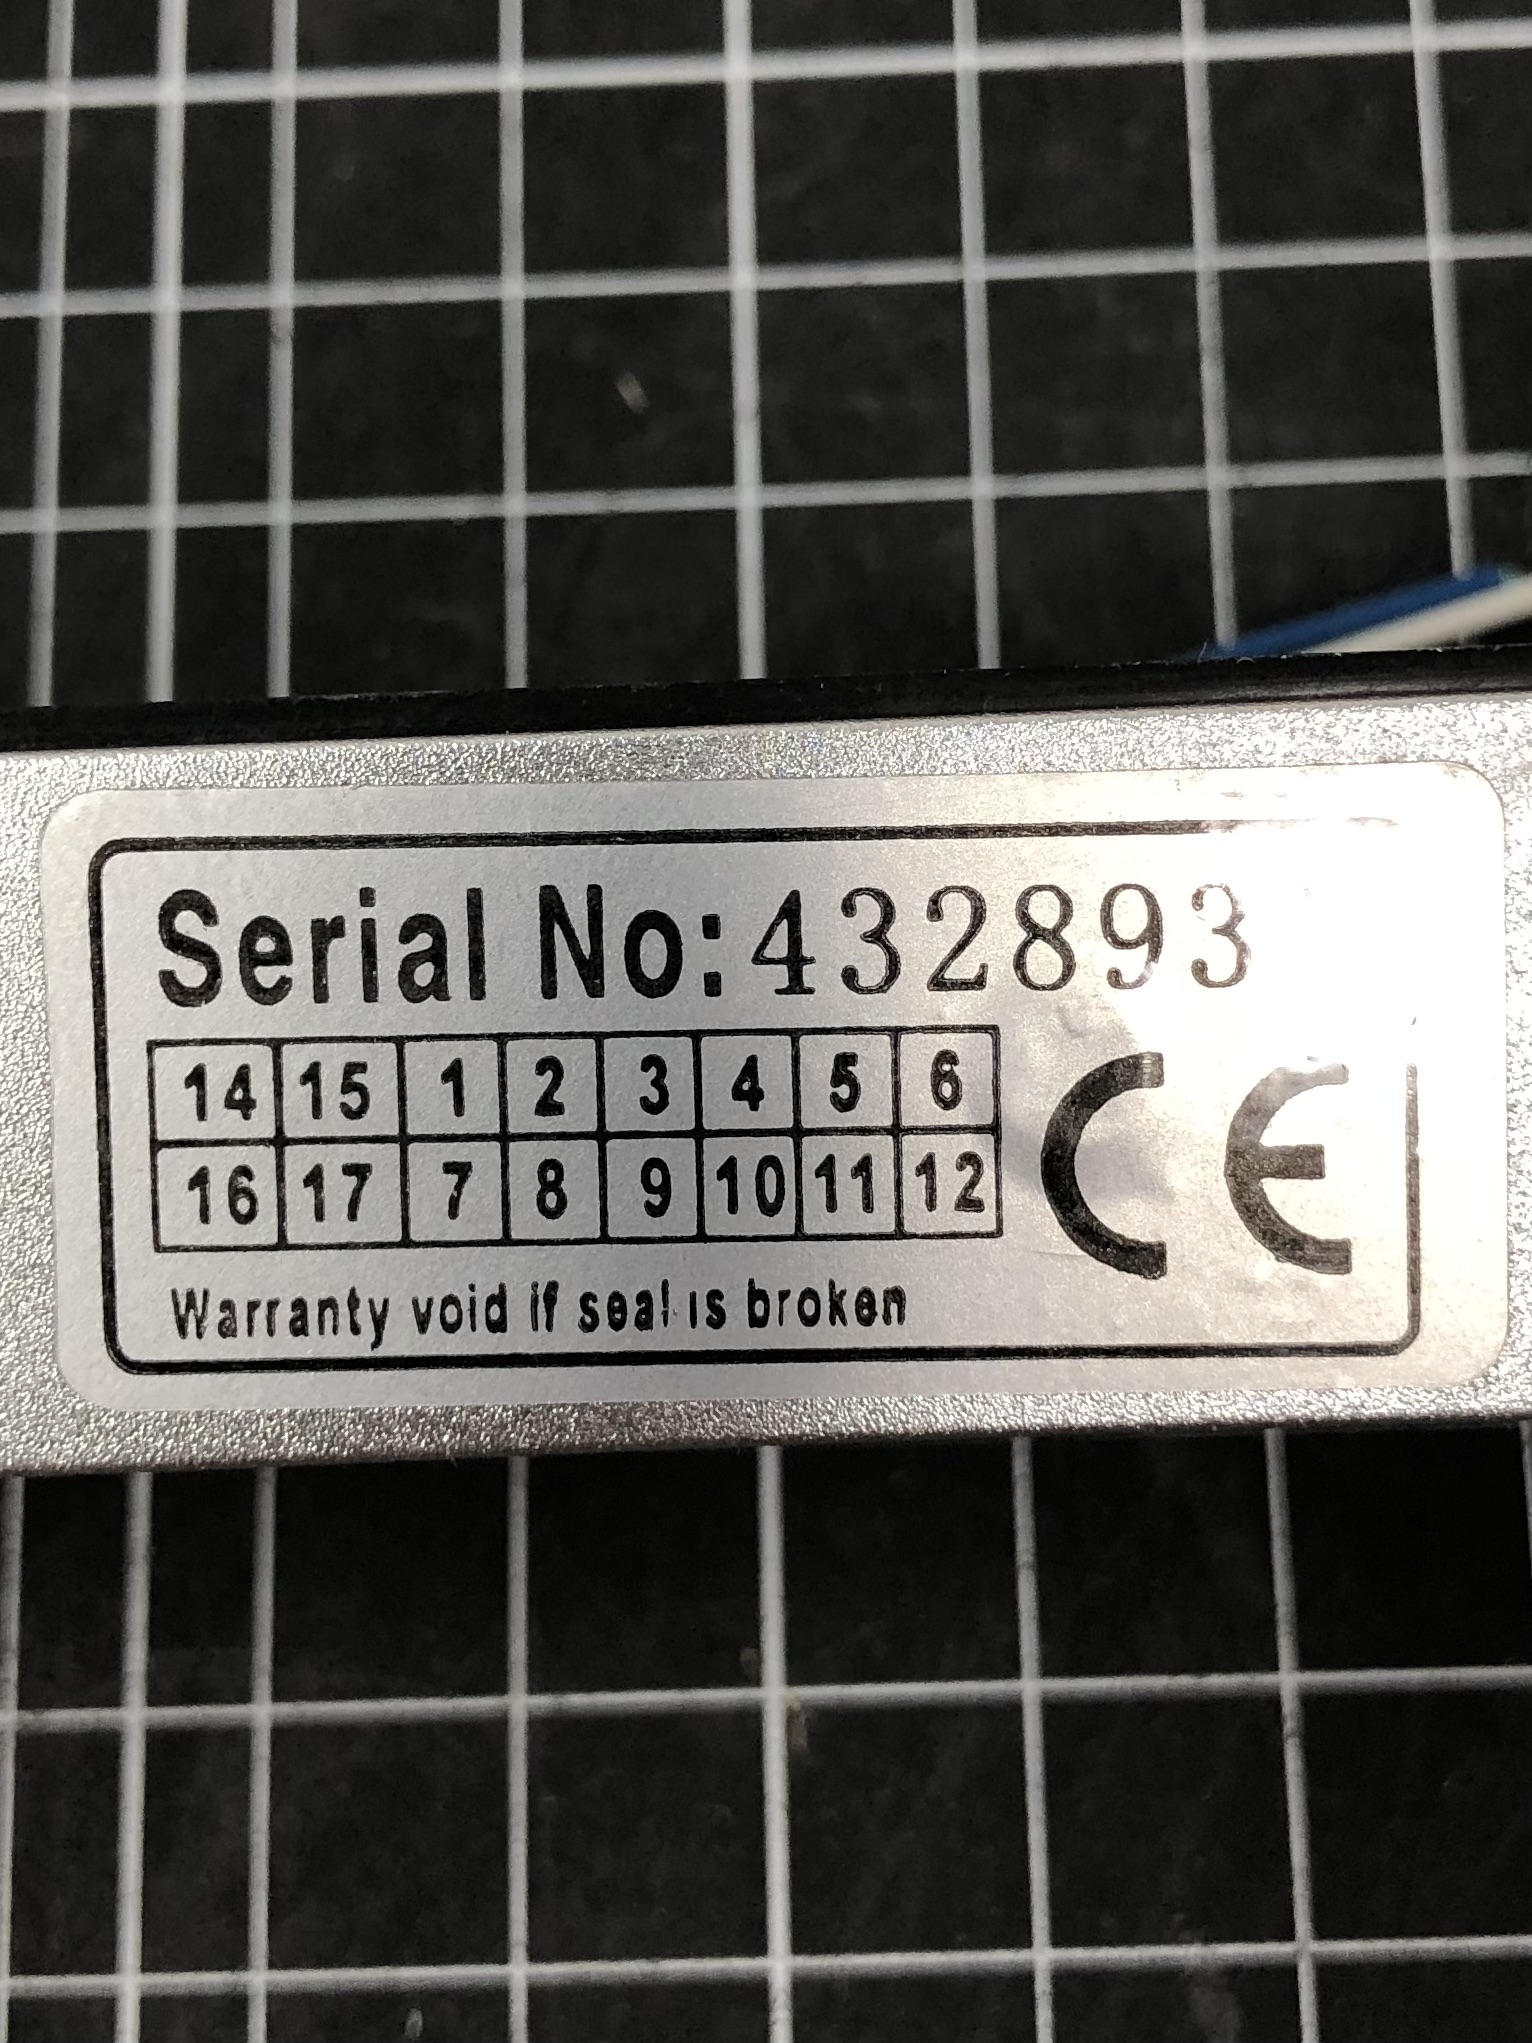 Serial No: 432893
14 15 1 2 3 4 5 6
16 17 7 8 9 10 11 12
CE
Warranty void if seal is broken